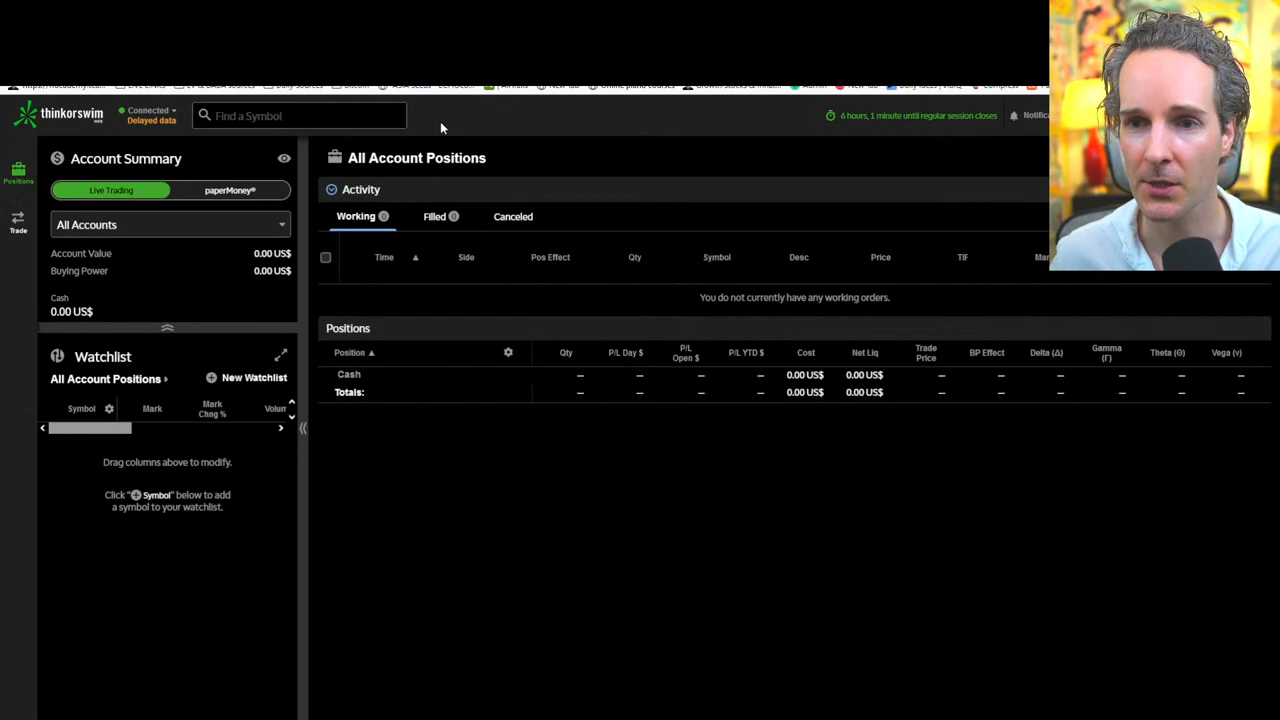 thinkorswim
WEB
Connected
Delayed data
Find a Symbol
6 hours, 1 minute until regular session closes
Positions
Trade
Account Summary
Live Trading
paperMoney®
All Accounts
Account Value 0.00 US$
Buying Power 0.00 US$
Cash
0.00 US$
Watchlist
All Account Positions
New Watchlist
Symbol Mark Mark Chng %
Drag columns above to modify.
Click "+ Symbol" below to add
a symbol to your watchlist.
All Account Positions
Activity
Working 0 Filled 0 Canceled
Time Side Pos Effect Qty Symbol Desc Price TIF
You do not currently have any working orders.
Positions
Position Qty P/L Day $ P/L Open $ P/L YTD $ Cost Net Liq Trade Price BP Effect Delta (Δ) Gamma (Γ) Theta (Θ) Vega (v)
Cash – – – – 0.00 US$ 0.00 US$ – – – – – –
Totals: – – – – 0.00 US$ 0.00 US$ – – – – – –